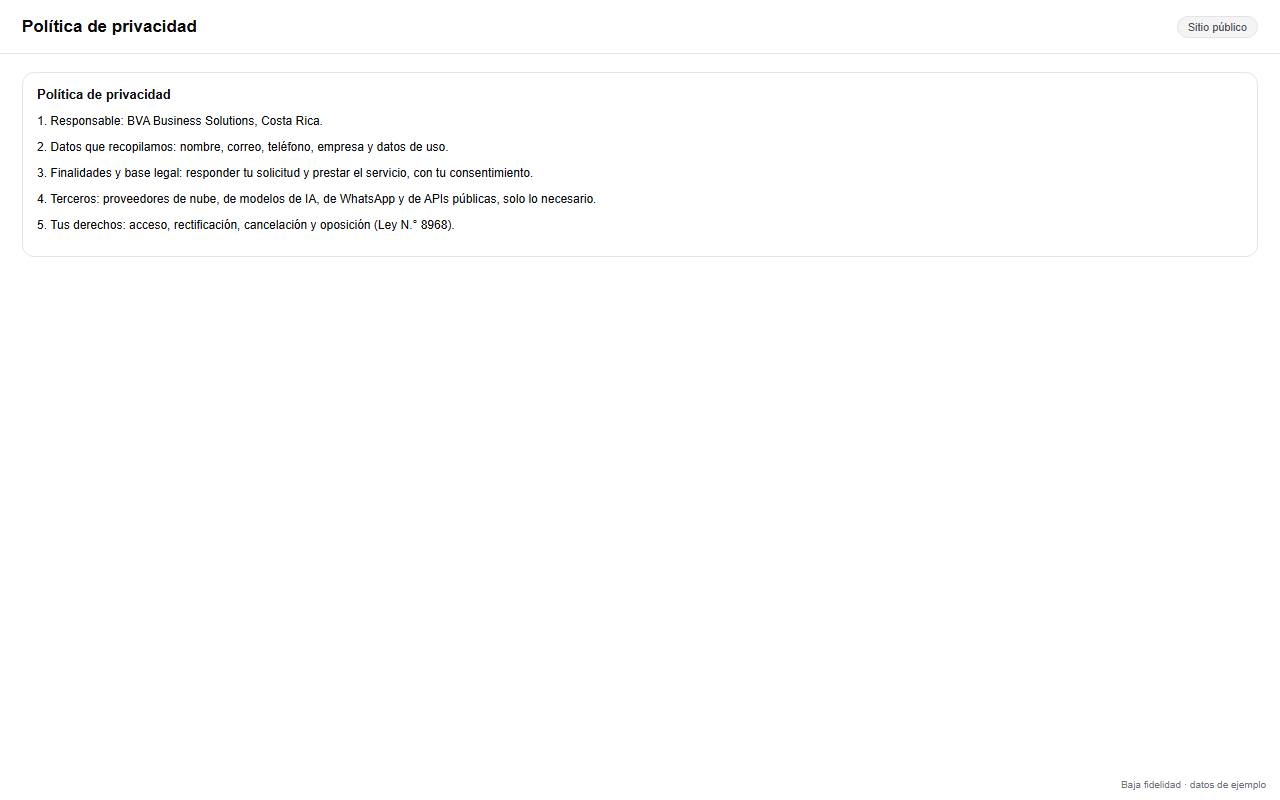 Política de privacidad
Sitio público
Política de privacidad
1. Responsable: BVA Business Solutions, Costa Rica.
2. Datos que recopilamos: nombre, correo, teléfono, empresa y datos de uso.
3. Finalidades y base legal: responder tu solicitud y prestar el servicio, con tu consentimiento.
4. Terceros: proveedores de nube, de modelos de IA, de WhatsApp y de APIs públicas, solo lo necesario.
5. Tus derechos: acceso, rectificación, cancelación y oposición (Ley N.° 8968).
Baja fidelidad · datos de ejemplo